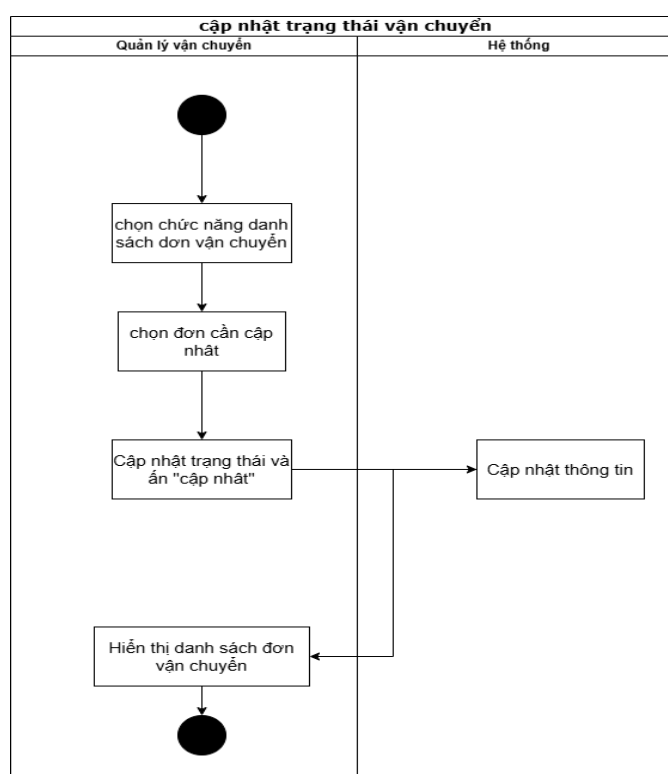 cập nhật trạng thái vận chuyển
Quản lý vận chuyển
Hệ thống
chọn chức năng danh
sách dơn vận chuyển
chọn đơn cần cập
nhât
Cập nhật trạng thái và
ấn "cập nhât"
Cập nhật thông tin
Hiển thị danh sách đơn
vận chuyển